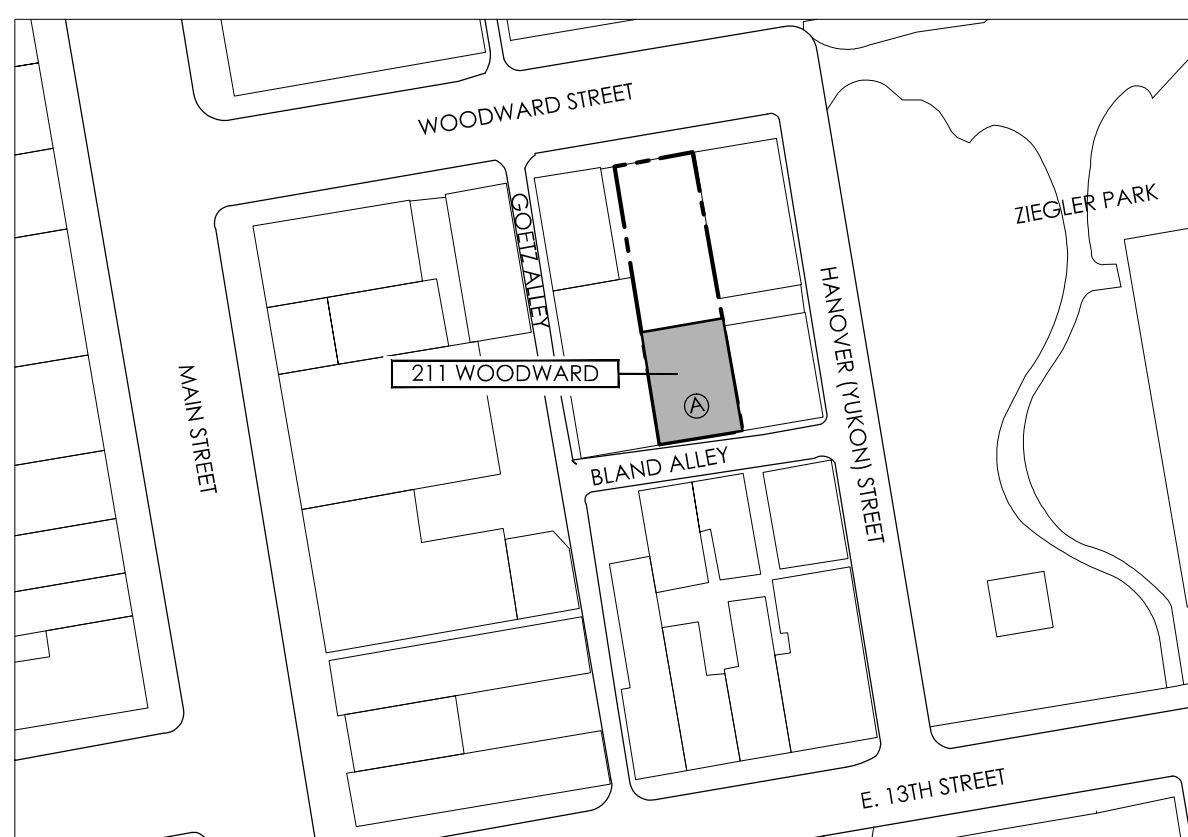 WOODWARD STREET
GOETZ ALLEY
ZIEGLER PARK
HANOVER (YUKON) STREET
MAIN STREET
211 WOODWARD
A
BLAND ALLEY
E. 13TH STREET